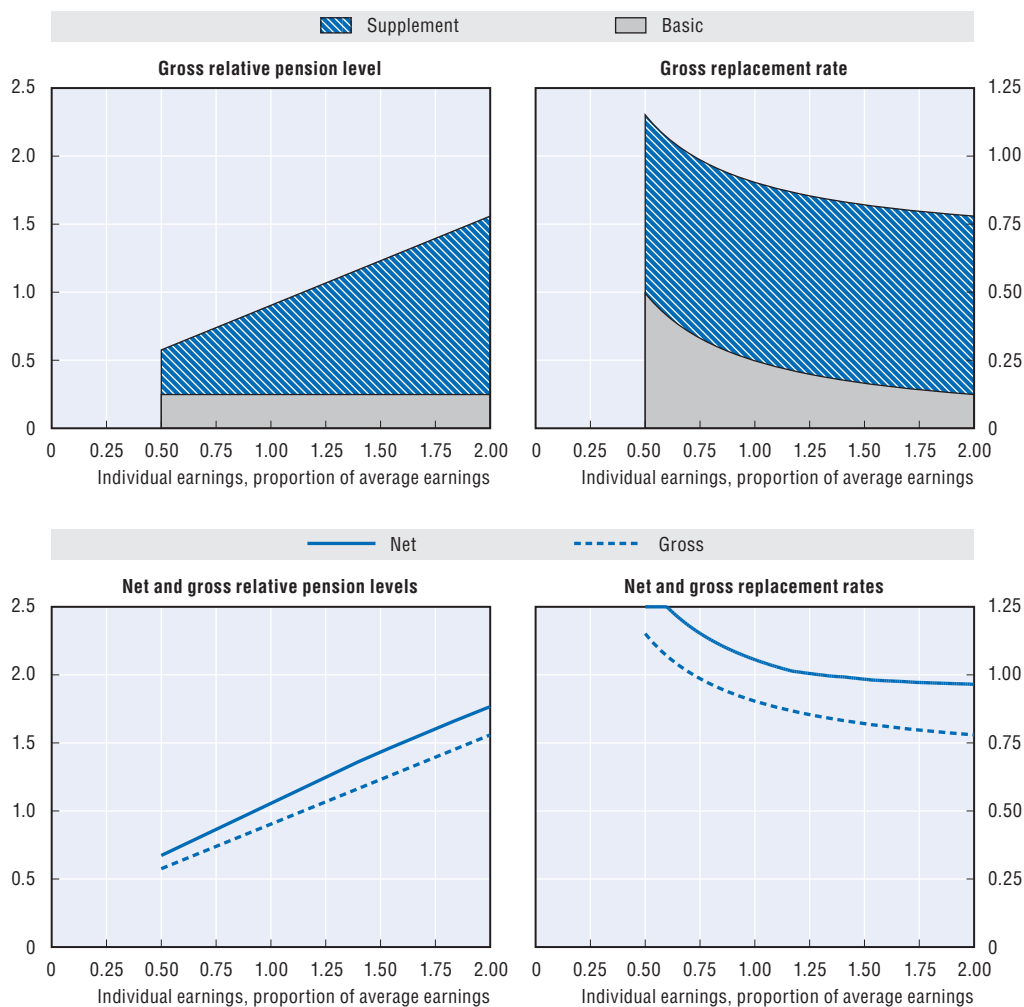 Supplement Basic
Gross relative pension level Gross replacement rate
2.5 1.25
2.0 1.00
1.5 0.75
1.0 0.50
0.5 0.25
0 0
0 0.25 0.50 0.75 1.00 1.25 1.50 1.75 2.00 0 0.25 0.50 0.75 1.00 1.25 1.50 1.75 2.00
Individual earnings, proportion of average earnings Individual earnings, proportion of average earnings
Net Gross
Net and gross relative pension levels Net and gross replacement rates
2.5 1.25
2.0 1.00
1.5 0.75
1.0 0.50
0.5 0.25
0 0
0 0.25 0.50 0.75 1.00 1.25 1.50 1.75 2.00 0 0.25 0.50 0.75 1.00 1.25 1.50 1.75 2.00
Individual earnings, proportion of average earnings Individual earnings, proportion of average earnings